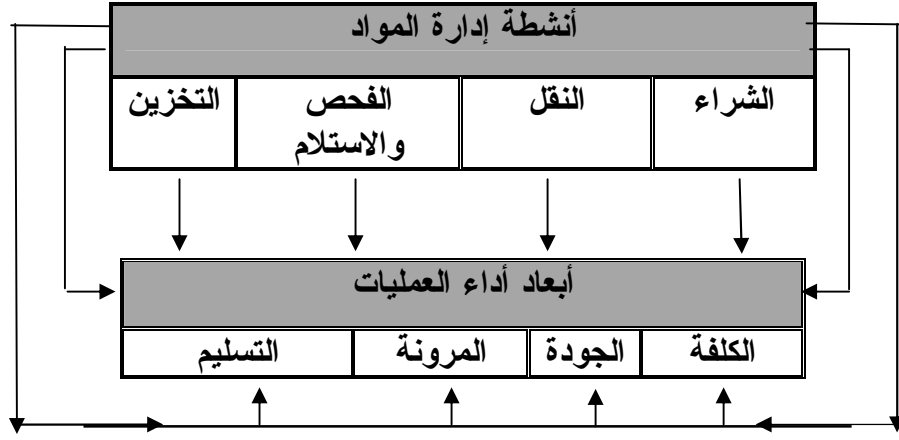 أنشطة إدارة المواد
الشراء النقل الفحص التخزين
والاستلام
أبعاد أداء العمليات
الكلفة الجودة المرونة التسليم